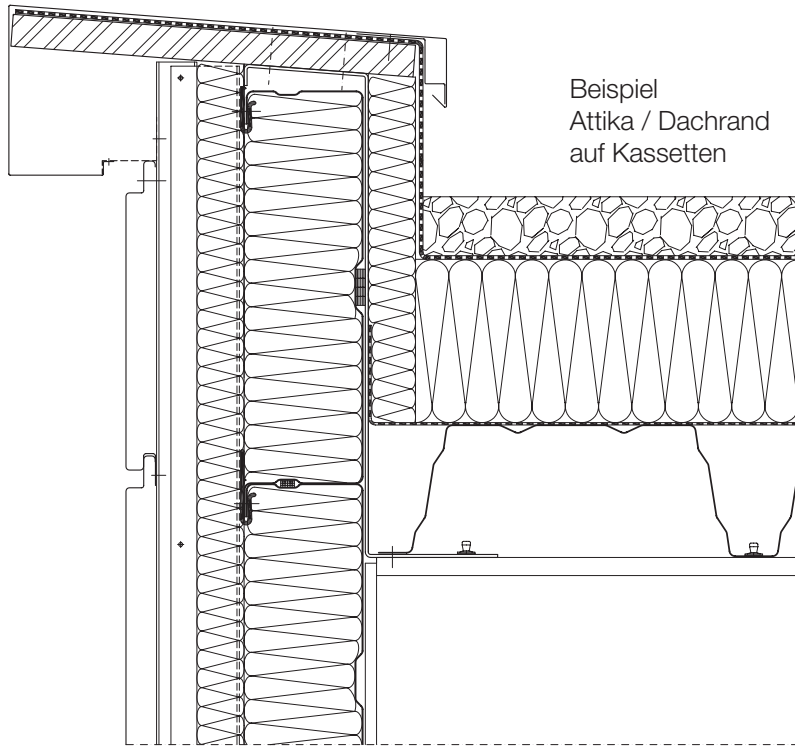 Beispiel
Attika / Dachrand
auf Kassetten